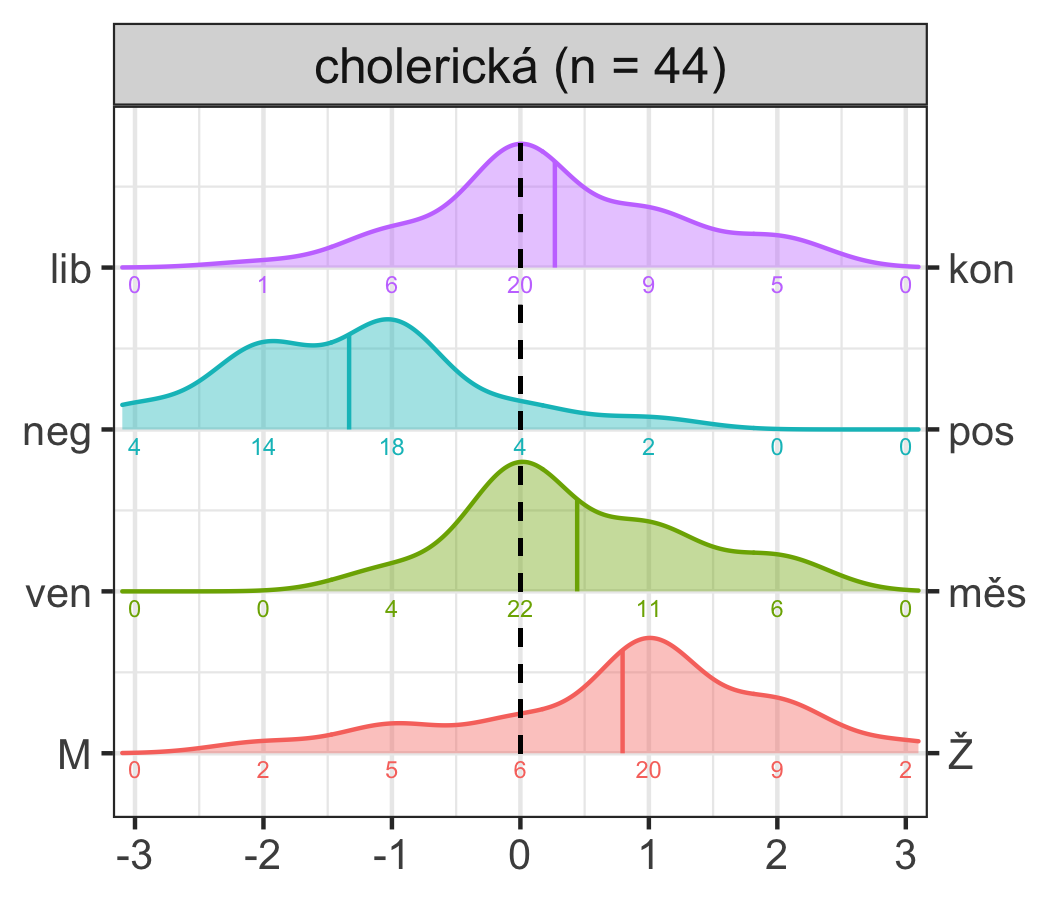 cholerická (n = 44)
lib kon
0 1 6 20 9 5 0
neg pos
4 14 18 4 2 0 0
ven měs
0 0 4 22 11 6 0
M Ž
0 2 5 6 20 9 2
-3 -2 -1 0 1 2 3